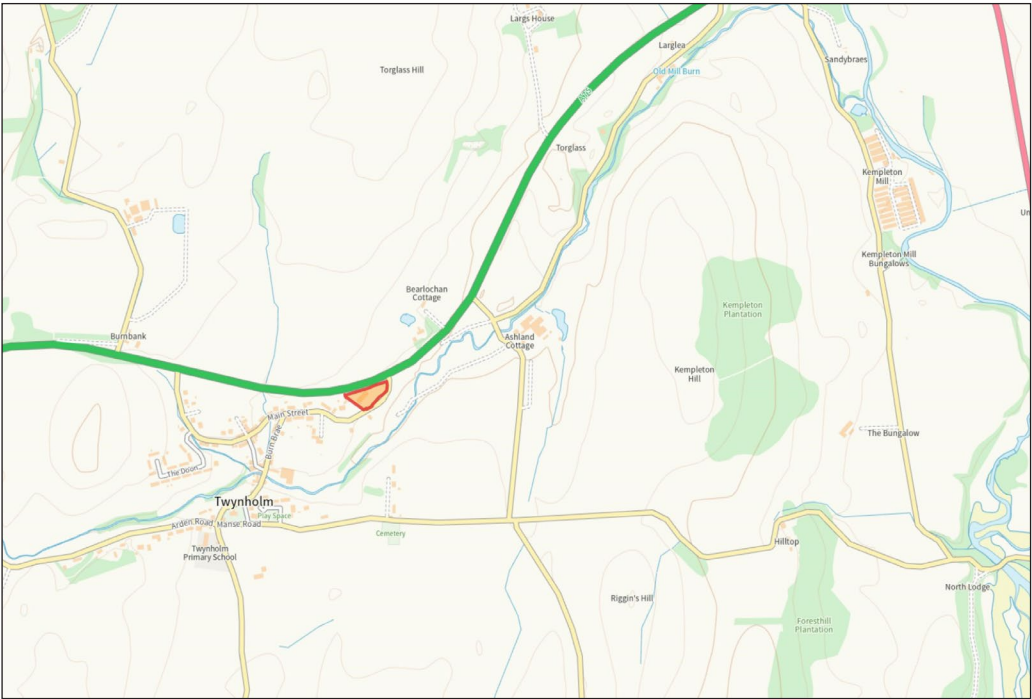 Largs House
Larglea
Sandybraes
Torglass Hill
Old Mill Burn
Torglass
Kempleton
Mill
Kempleton Mill
Bungalows
Bearlochan
Cottage
Kempleton
Plantation
Burnbank
Ashland
Cottage
Kempleton
Hill
Main Street
Burn Brae
The Bungalow
The Doon
Twynholm
Play Space
Arden Road
Manse Road
Cemetery
Twynholm
Primary School
Hilltop
North Lodge
Riggin's Hill
Foresthill
Plantation